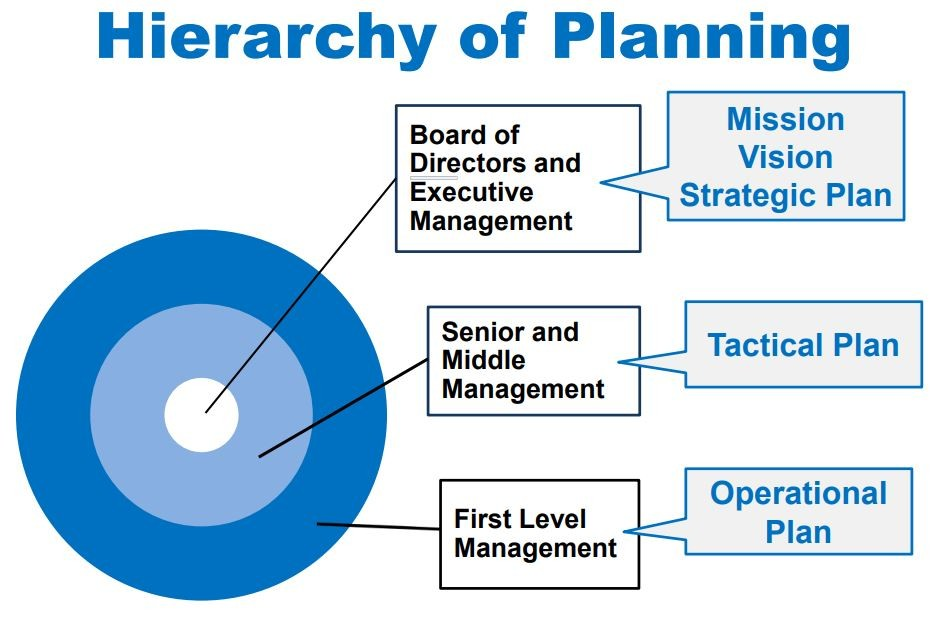 Hierarchy of Planning
Board of
Directors and
Executive
Management
Mission
Vision
Strategic Plan
Senior and
Middle
Management
Tactical Plan
First Level
Management
Operational
Plan